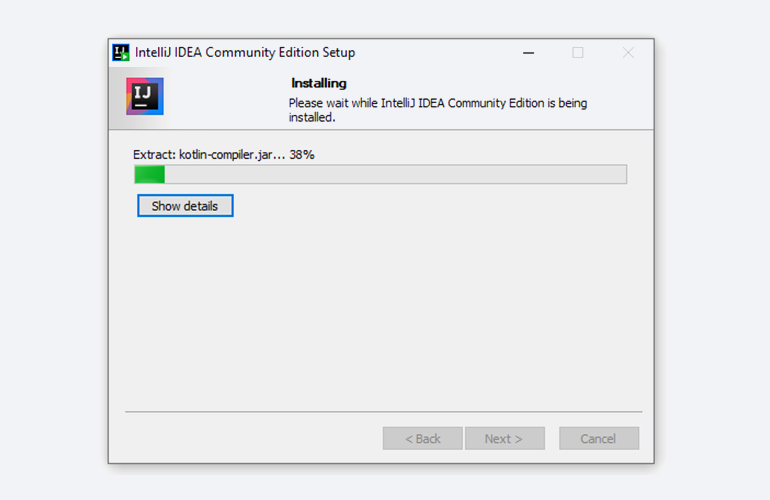 IntelliJ IDEA Community Edition Setup
IJ
Installing
Please wait while IntelliJ IDEA Community Edition is being
installed.
Extract: kotlin-compiler.jar... 38%
Show details
< Back
Next >
Cancel